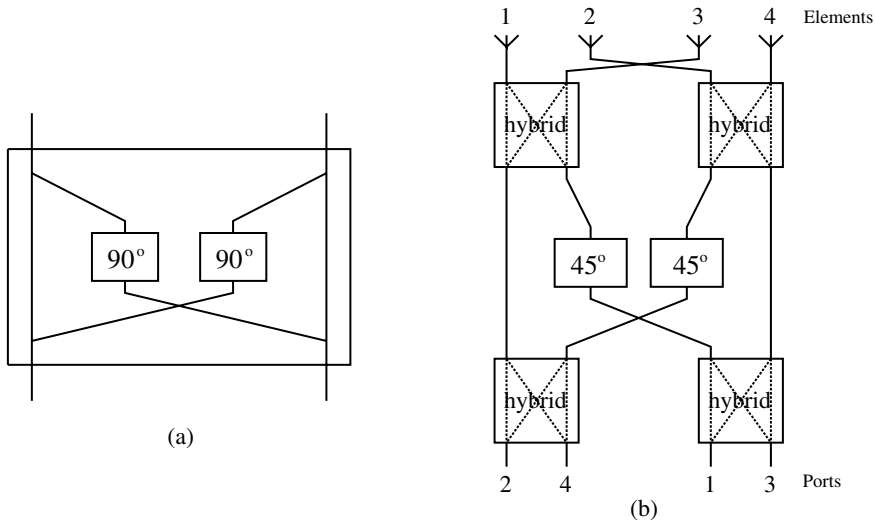 1 2 3 4 Elements
hybrid hybrid
90° 90°
45° 45°
hybrid hybrid
(a)
2 4 1 3 Ports
(b)